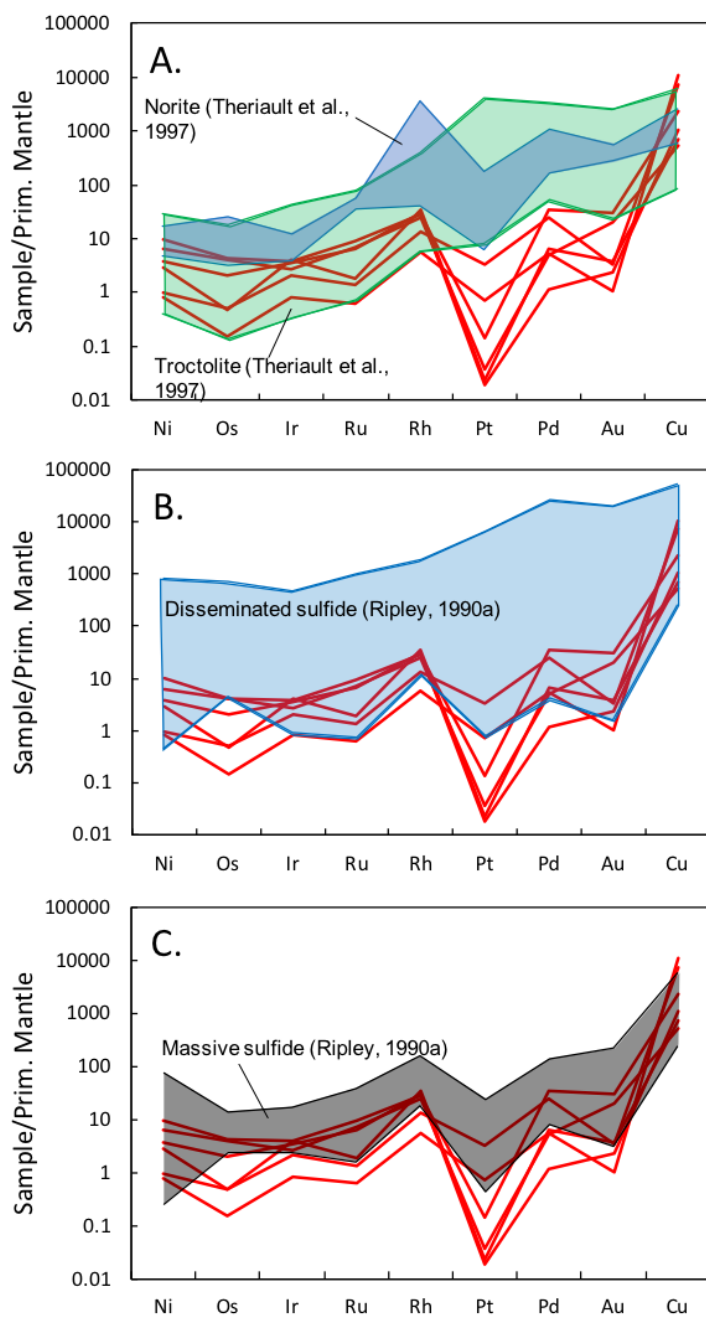 A.
Sample/Prim. Mantle
100000
10000
1000
100
10
1
0.1
0.01
Norite (Theriault et al.,
1997)
Troctolite (Theriault et al.,
1997)
Ni Os Ir Ru Rh Pt Pd Au Cu
B.
Sample/Prim. Mantle
100000
10000
1000
100
10
1
0.1
0.01
Disseminated sulfide (Ripley, 1990a)
Ni Os Ir Ru Rh Pt Pd Au Cu
C.
Sample/Prim. Mantle
100000
10000
1000
100
10
1
0.1
0.01
Massive sulfide (Ripley, 1990a)
Ni Os Ir Ru Rh Pt Pd Au Cu